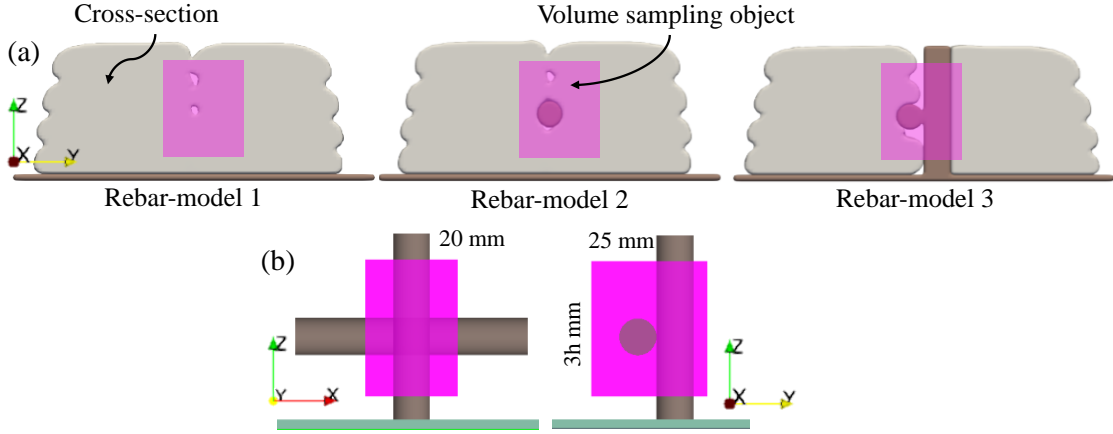 Cross-section
Volume sampling object
(a)
Z
X
Y
Rebar-model 1
Rebar-model 2
Rebar-model 3
(b)
20 mm
25 mm
3h mm
Z
Y
X
Z
X
Y